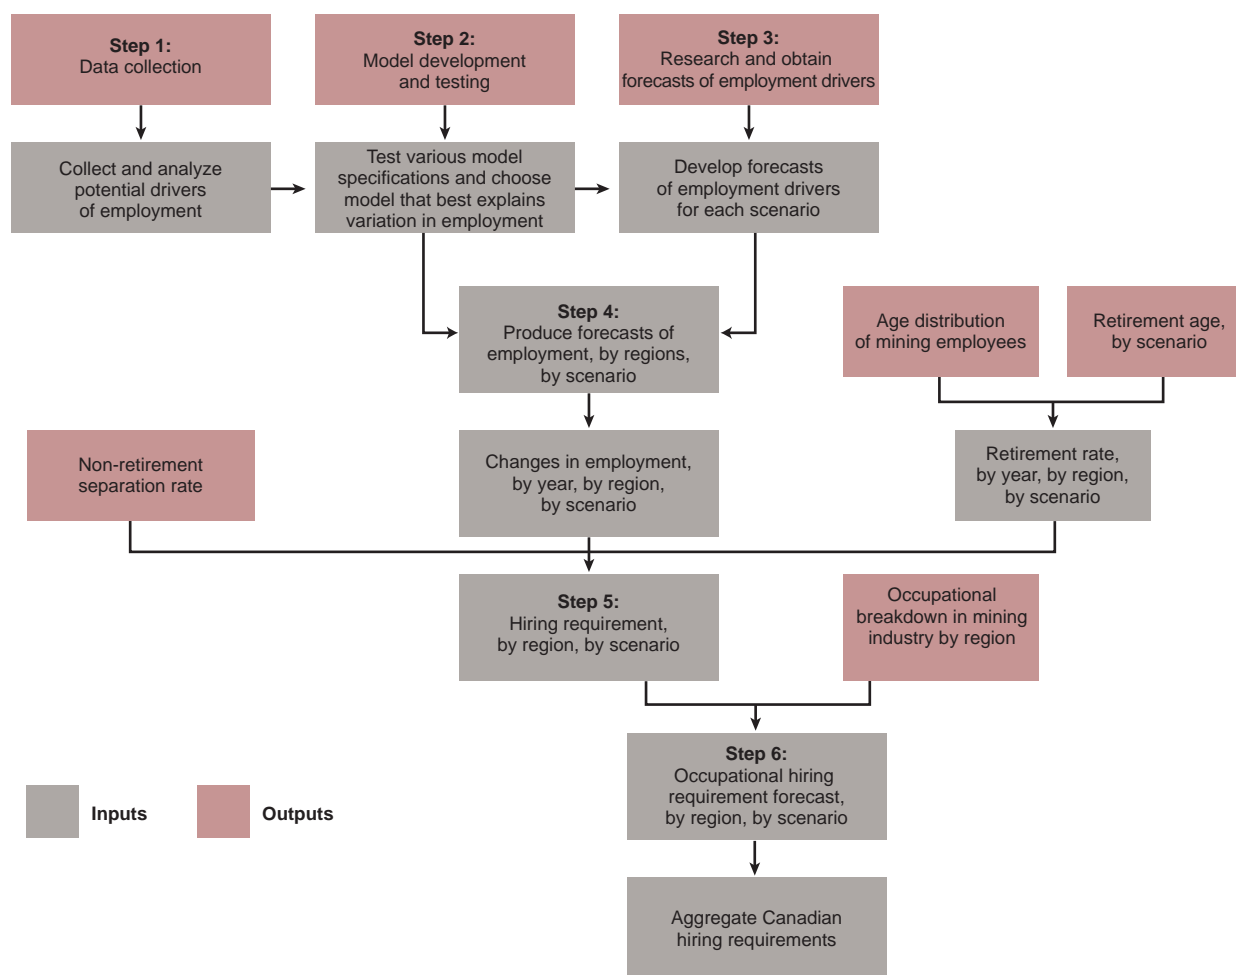 Step 1:
Data collection
Step 2:
Model development
and testing
Step 3:
Research and obtain
forecasts of employment drivers
Collect and analyze
potential drivers
of employment
Test various model
specifications and choose
model that best explains
variation in employment
Develop forecasts
of employment drivers
for each scenario
Step 4:
Produce forecasts of
employment, by regions,
by scenario
Age distribution
of mining employees
Retirement age,
by scenario
Non-retirement
separation rate
Changes in employment,
by year, by region,
by scenario
Retirement rate,
by year, by region,
by scenario
Step 5:
Hiring requirement,
by region, by scenario
Occupational
breakdown in mining
industry by region
Step 6:
Occupational hiring
requirement forecast,
by region, by scenario
Inputs
Outputs
Aggregate Canadian
hiring requirements